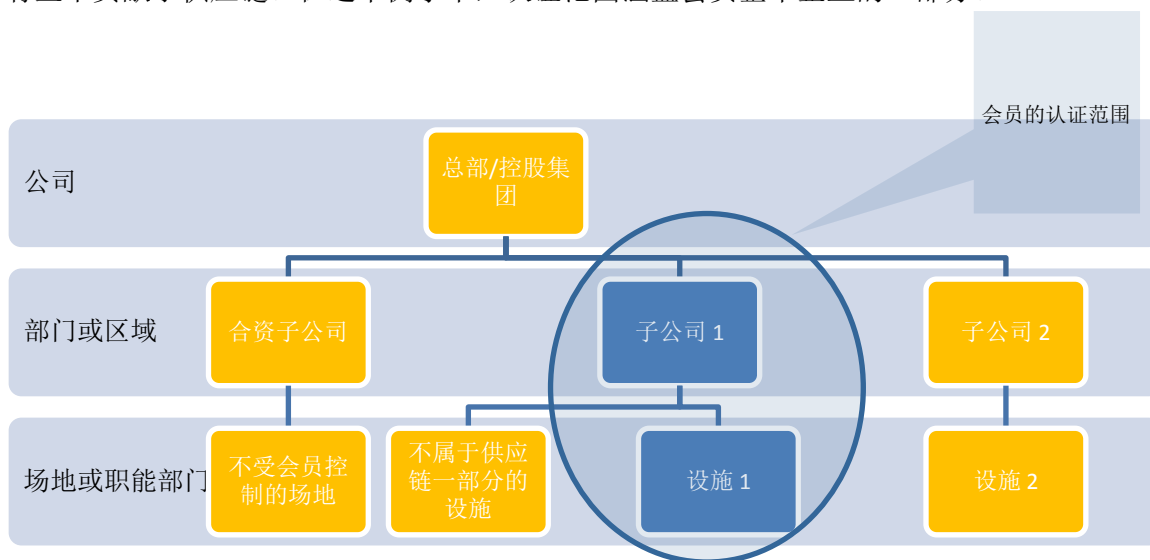 会员的认证范围
公司
总部/控股集
团
部门或区域
合资子公司
子公司 1
子公司 2
场地或职能部门
不受会员控
制的场地
不属于供应
链一部分的
设施
设施 1
设施 2